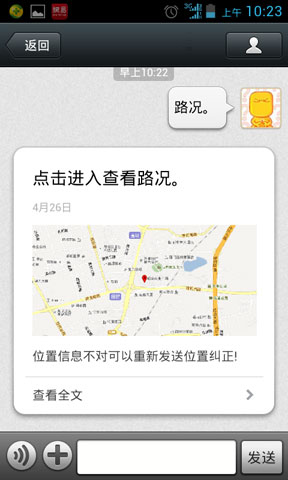 3G
上午 10:23
返回
早上10:22
路况。
点击进入查看路况。
4月26日
位置信息不对可以重新发送位置纠正!
查看全文
发送